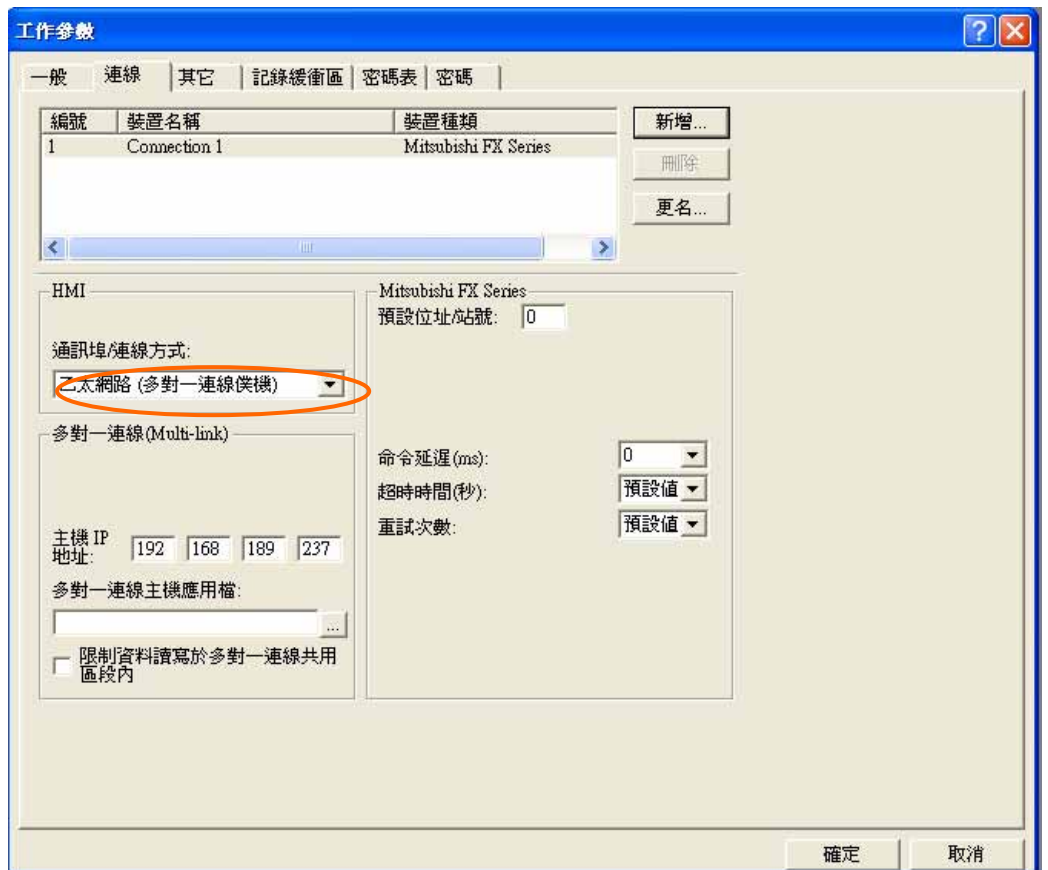 工作參數
一般 連線 其它 記錄緩衝區 密碼表 密碼
編號 裝置名稱 裝置種類
1 Connection 1 Mitsubishi FX Series
新增...
刪除
更名...
HMI
通訊埠/連線方式:
乙太網路 (多對一連線僕機)
多對一連線(Multi-link)
主機 IP
地址: 192 168 189 237
多對一連線主機應用檔:
...
限制資料讀寫於多對一連線共用
區段內
Mitsubishi FX Series
預設位址/站號: 0
命令延遲(ms): 0
超時時間(秒): 預設值
重試次數: 預設值
確定 取消